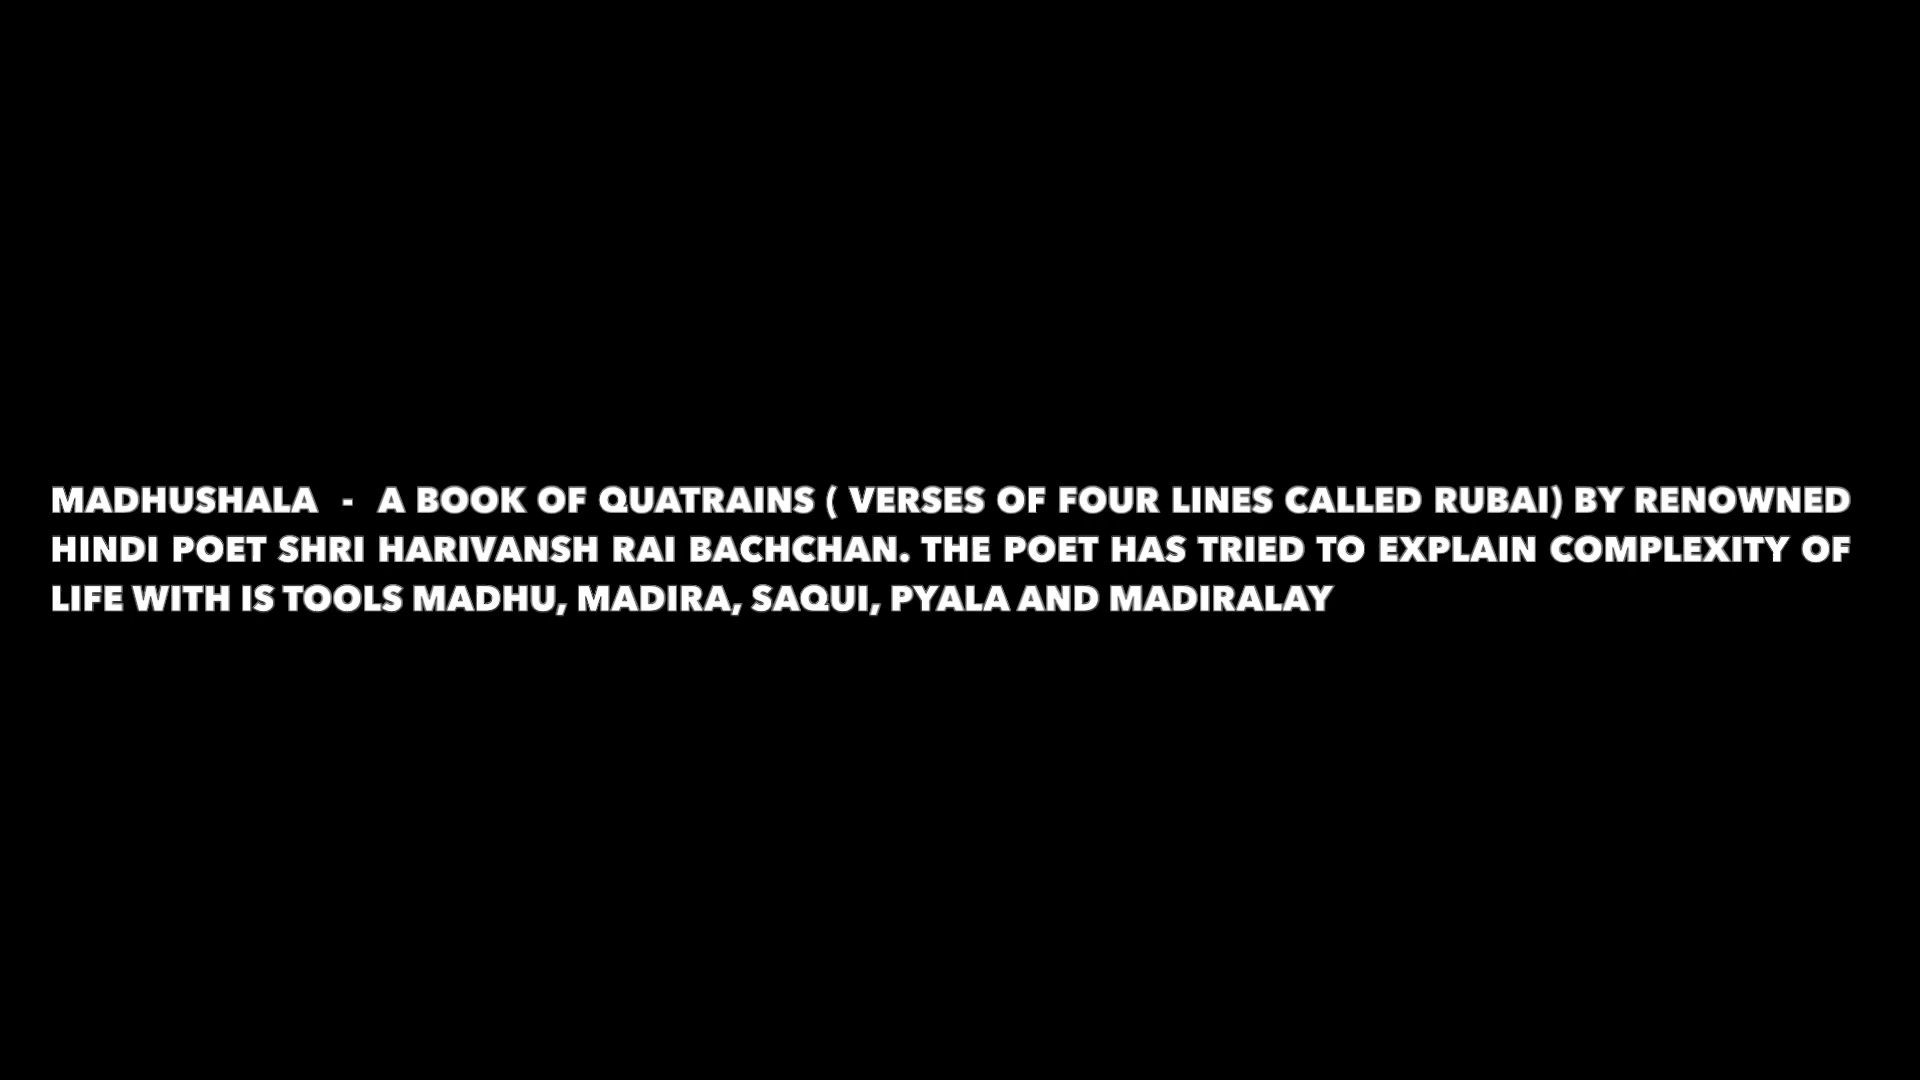 MADHUSHALA - A BOOK OF QUATRAINS ( VERSES OF FOUR LINES CALLED RUBAI) BY RENOWNED
HINDI POET SHRI HARIVANSH RAI BACHCHAN. THE POET HAS TRIED TO EXPLAIN COMPLEXITY OF
LIFE WITH IS TOOLS MADHU, MADIRA, SAQUI, PYALA AND MADIRALAY